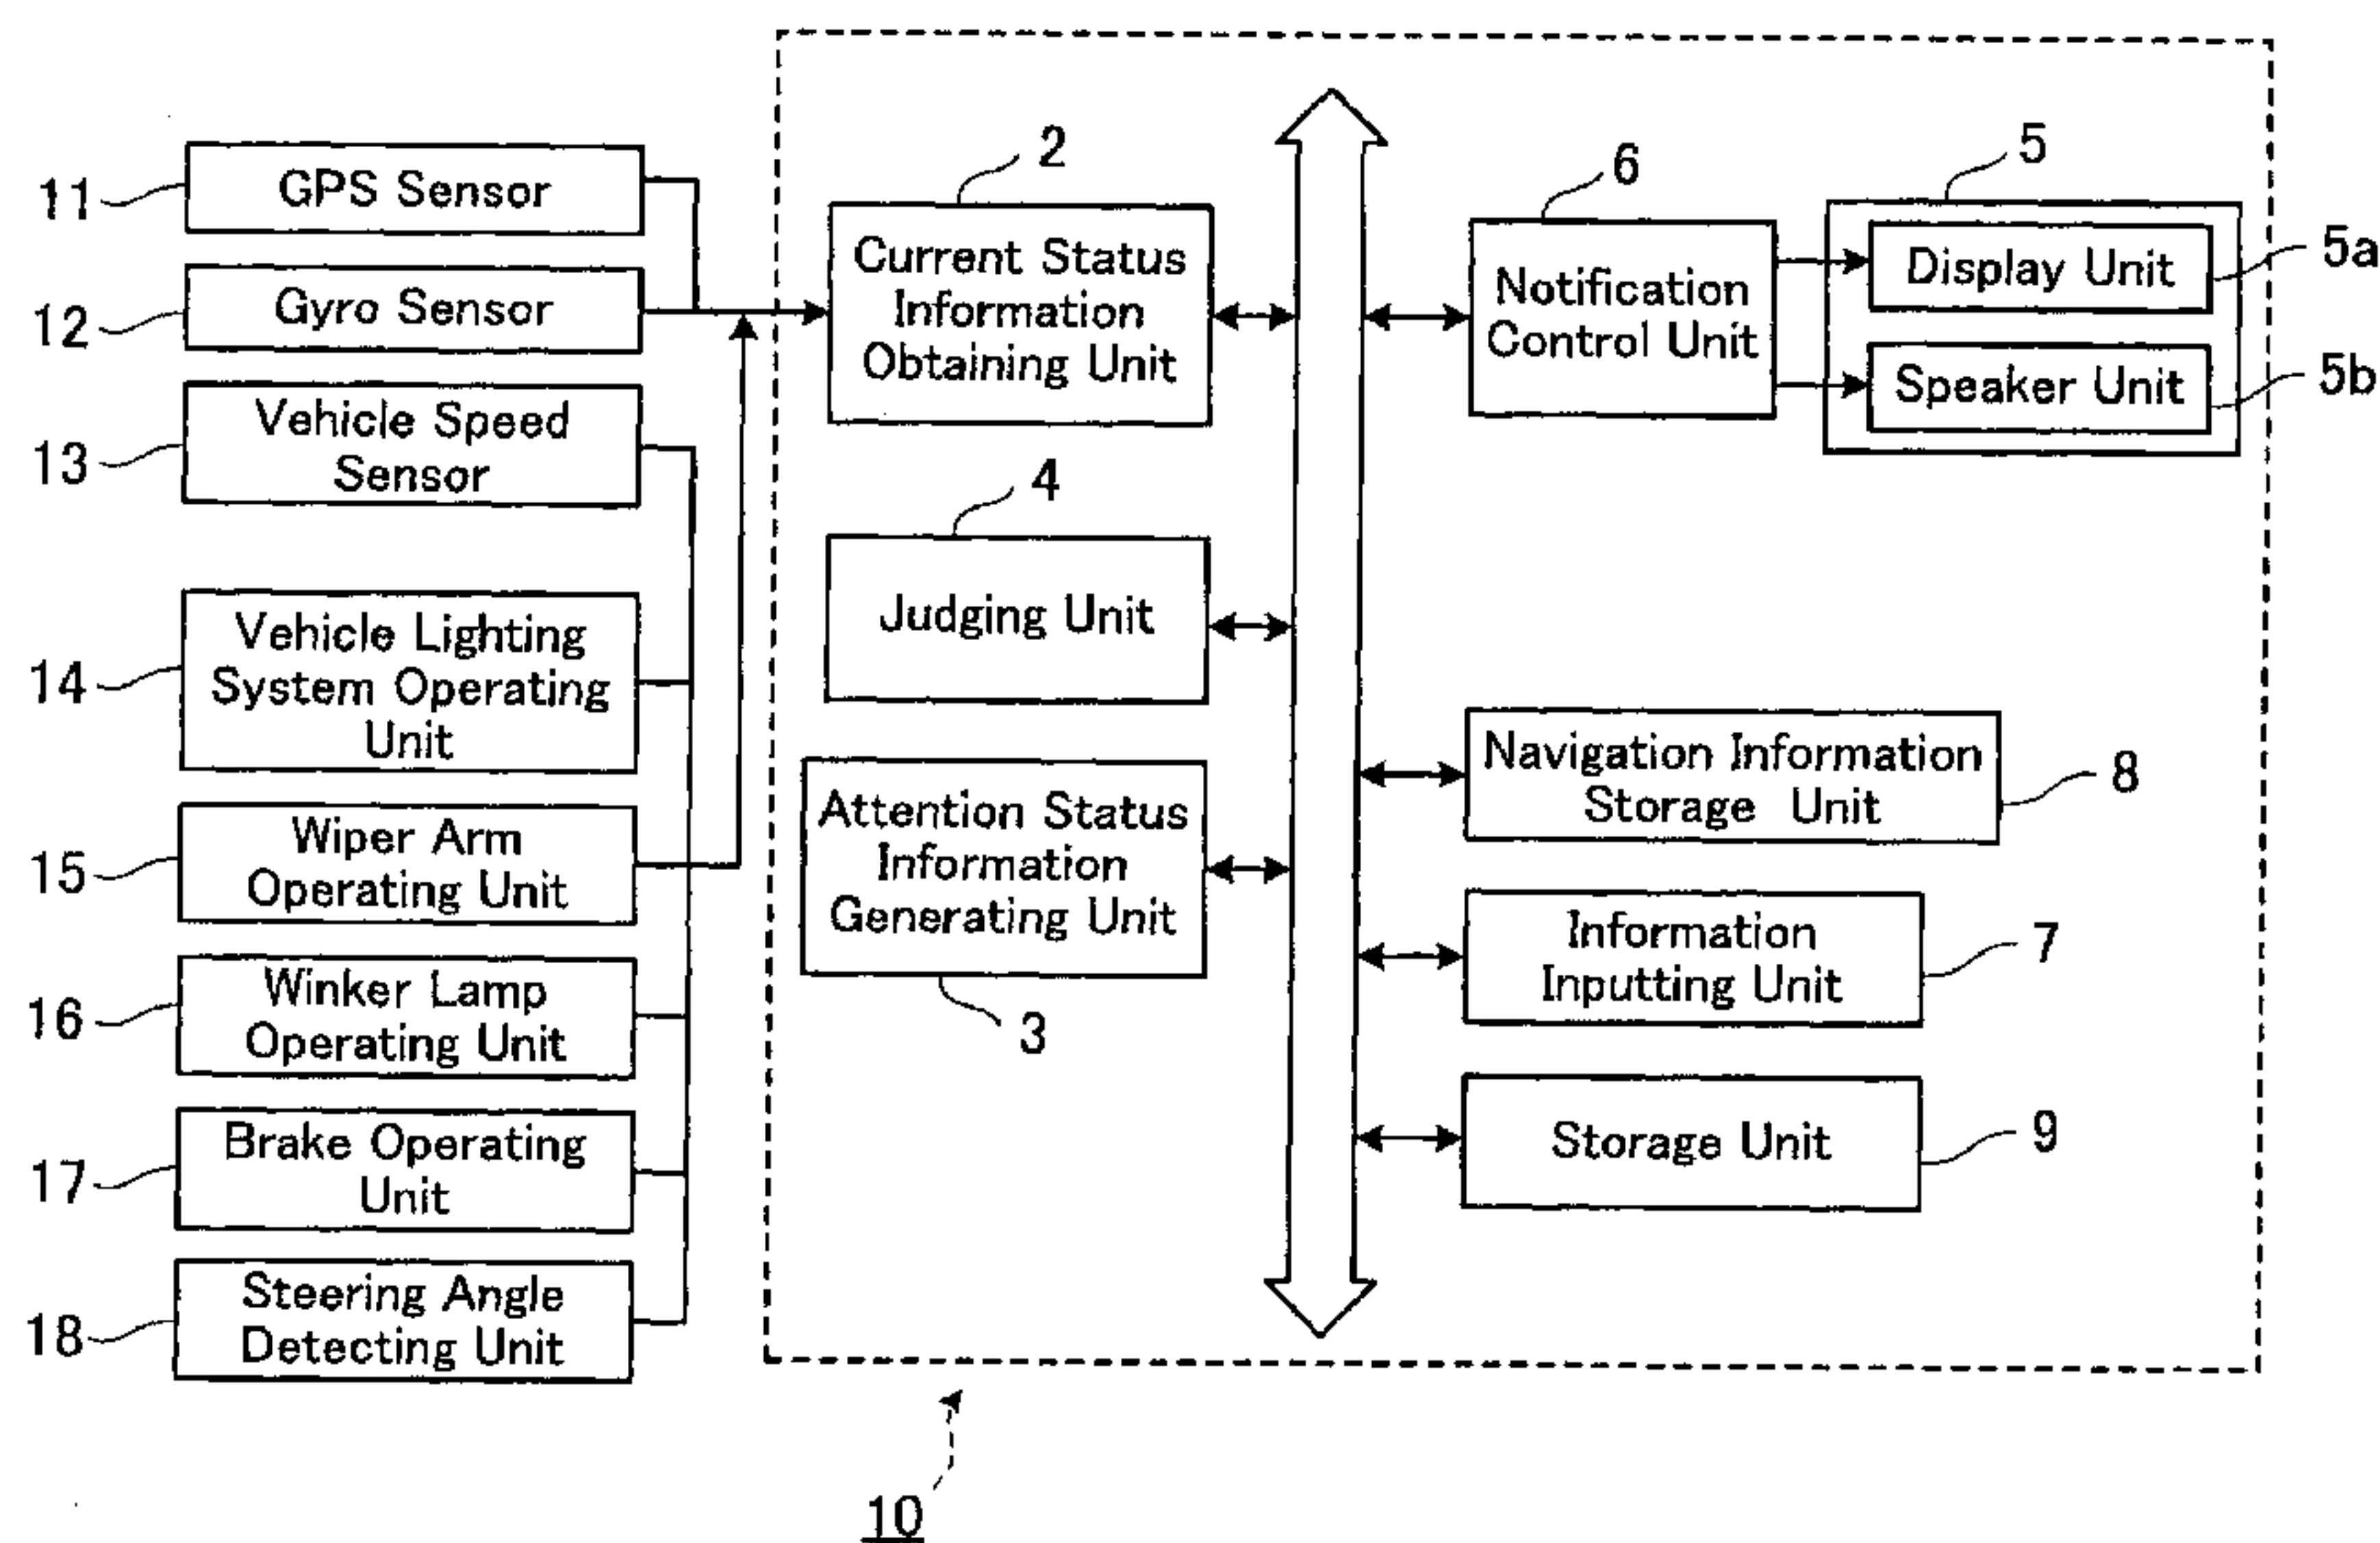 11
GPS Sensor
12
Gyro Sensor
13
Vehicle Speed
Sensor
14
Vehicle Lighting
System Operating
Unit
15
Wiper Arm
Operating Unit
16
Winker Lamp
Operating Unit
17
Brake Operating
Unit
18
Steering Angle
Detecting Unit
2
Current Status
Information
Obtaining Unit
4
Judging Unit
Attention Status
Information
Generating Unit
3
6
Notification
Control Unit
5
Display Unit
5a
Speaker Unit
5b
Navigation Information
Storage Unit
8
Information
Inputting Unit
7
Storage Unit
9
10